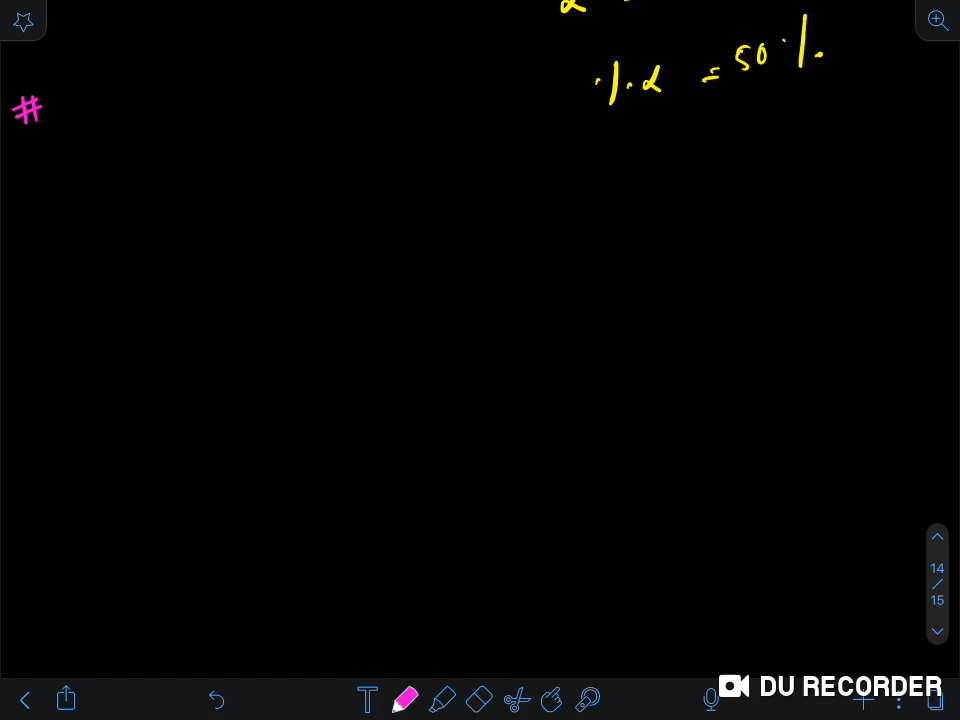 % α = 50 %
#
14
/
15
T
DU RECORDER